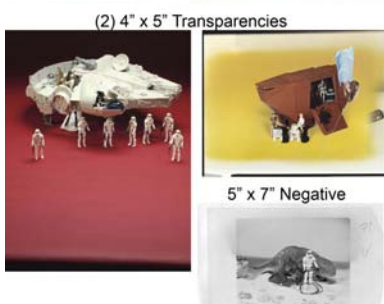 (2) 4” x 5” Transparencies
5” x 7” Negative